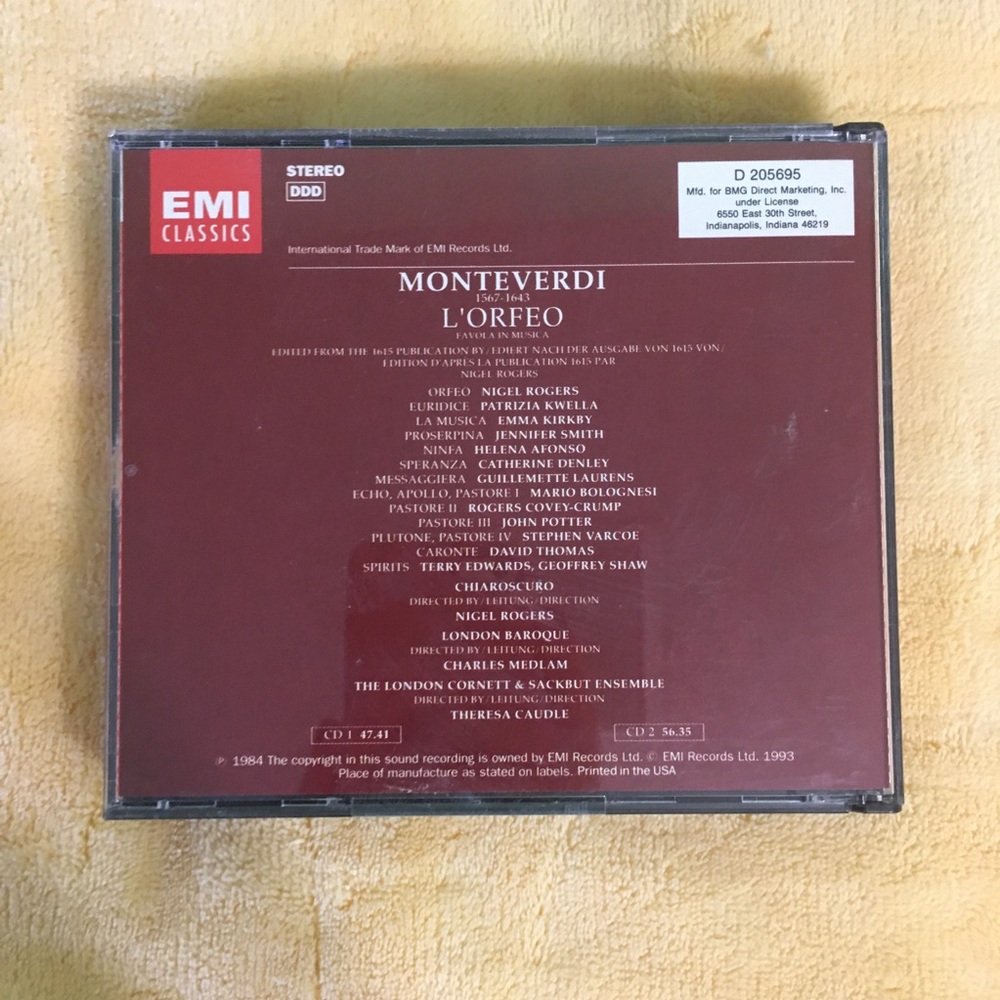 EMI
CLASSICS
STEREO
DDD
International Trade Mark of EMI Records Ltd.
D 205695
Mfd. for BMG Direct Marketing, Inc.
under License
6550 East 30th Street,
Indianapolis, Indiana 46219
MONTEVERDI
1567-1643
L'ORFEO
FAVOLA IN MUSICA
EDITED FROM THE 1615 PUBLICATION BY/EDIERT NACH DER AUSGABE VON 1615 VON/
EDITION D'APRES LA PUBLICATION 1615 PAR
NIGEL ROGERS
ORFEO NIGEL ROGERS
EURIDICE PATRIZIA KWELLA
LA MUSICA EMMA KIRKBY
PROSERPINA JENNIFER SMITH
NINFA HELENA AFONSO
SPERANZA CATHERINE DENLEY
MESSAGGIERA GUILLEMETTE LAURENS
ECHO, APOLLO, PASTORE I MARIO BOLOGNESI
PASTORE II ROGERS COVEY-CRUMP
PASTORE III JOHN POTTER
PLUTONE, PASTORE IV STEPHEN VARCOE
CARONTE DAVID THOMAS
SPIRITS TERRY EDWARDS, GEOFFREY SHAW
CHIAROSCURO
DIRECTED BY/LEITUNG/DIRECTION
NIGEL ROGERS
LONDON BAROQUE
DIRECTED BY/LEITUNG/DIRECTION
CHARLES MEDLAM
THE LONDON CORNETT & SACKBUT ENSEMBLE
DIRECTED BY/LEITUNG/DIRECTION
THERESA CAUDLE
CD 1 47.41
CD 2 56.35
℗ 1984 The copyright in this sound recording is owned by EMI Records Ltd. © EMI Records Ltd. 1993
Place of manufacture as stated on labels. Printed in the USA